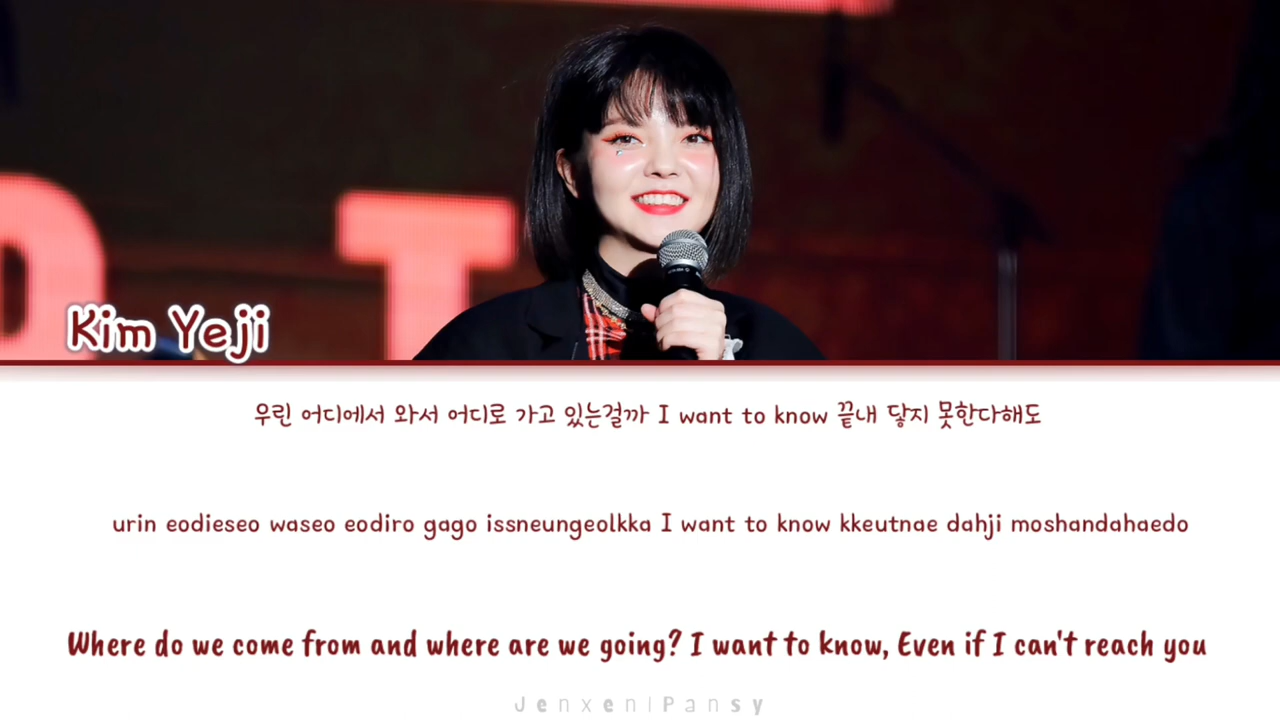 Kim Yeji
우린 어디에서 와서 어디로 가고 있는걸까 I want to know 끝내 닿지 못한다해도
urin eodieseo waseo eodiro gago issneungeolkka I want to know kkeutnae dahji moshandahaedo
Where do we come from and where are we going? I want to know, Even if I can't reach you
Jenxen|Pansy